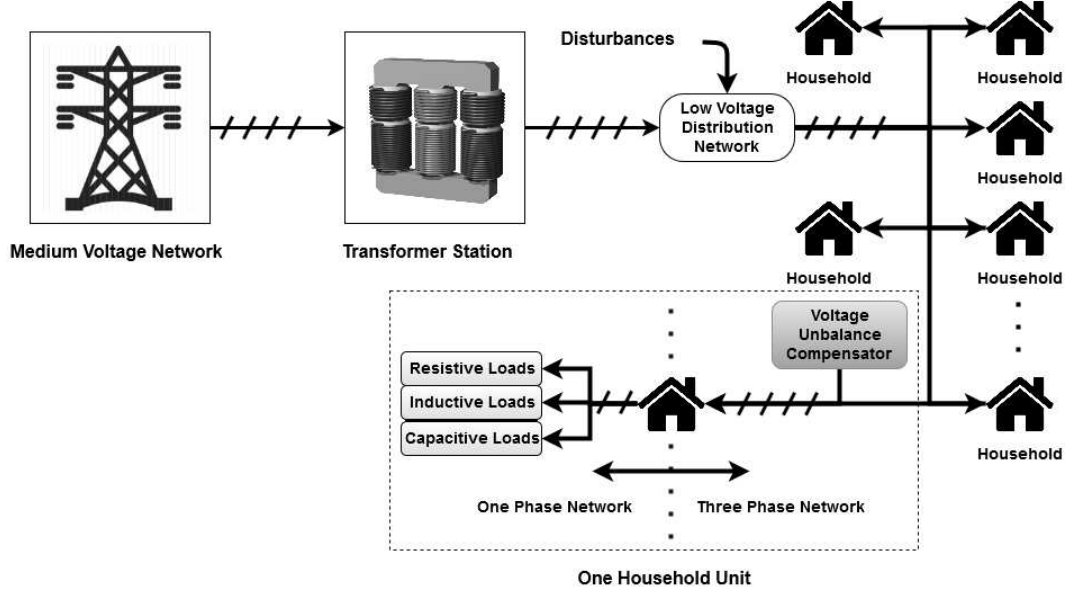 Disturbances
Low Voltage
Distribution
Network
Medium Voltage Network
Transformer Station
Household
Household
Household
Household
Household
Household
Voltage
Unbalance
Compensator
Resistive Loads
Inductive Loads
Capacitive Loads
One Phase Network
Three Phase Network
One Household Unit